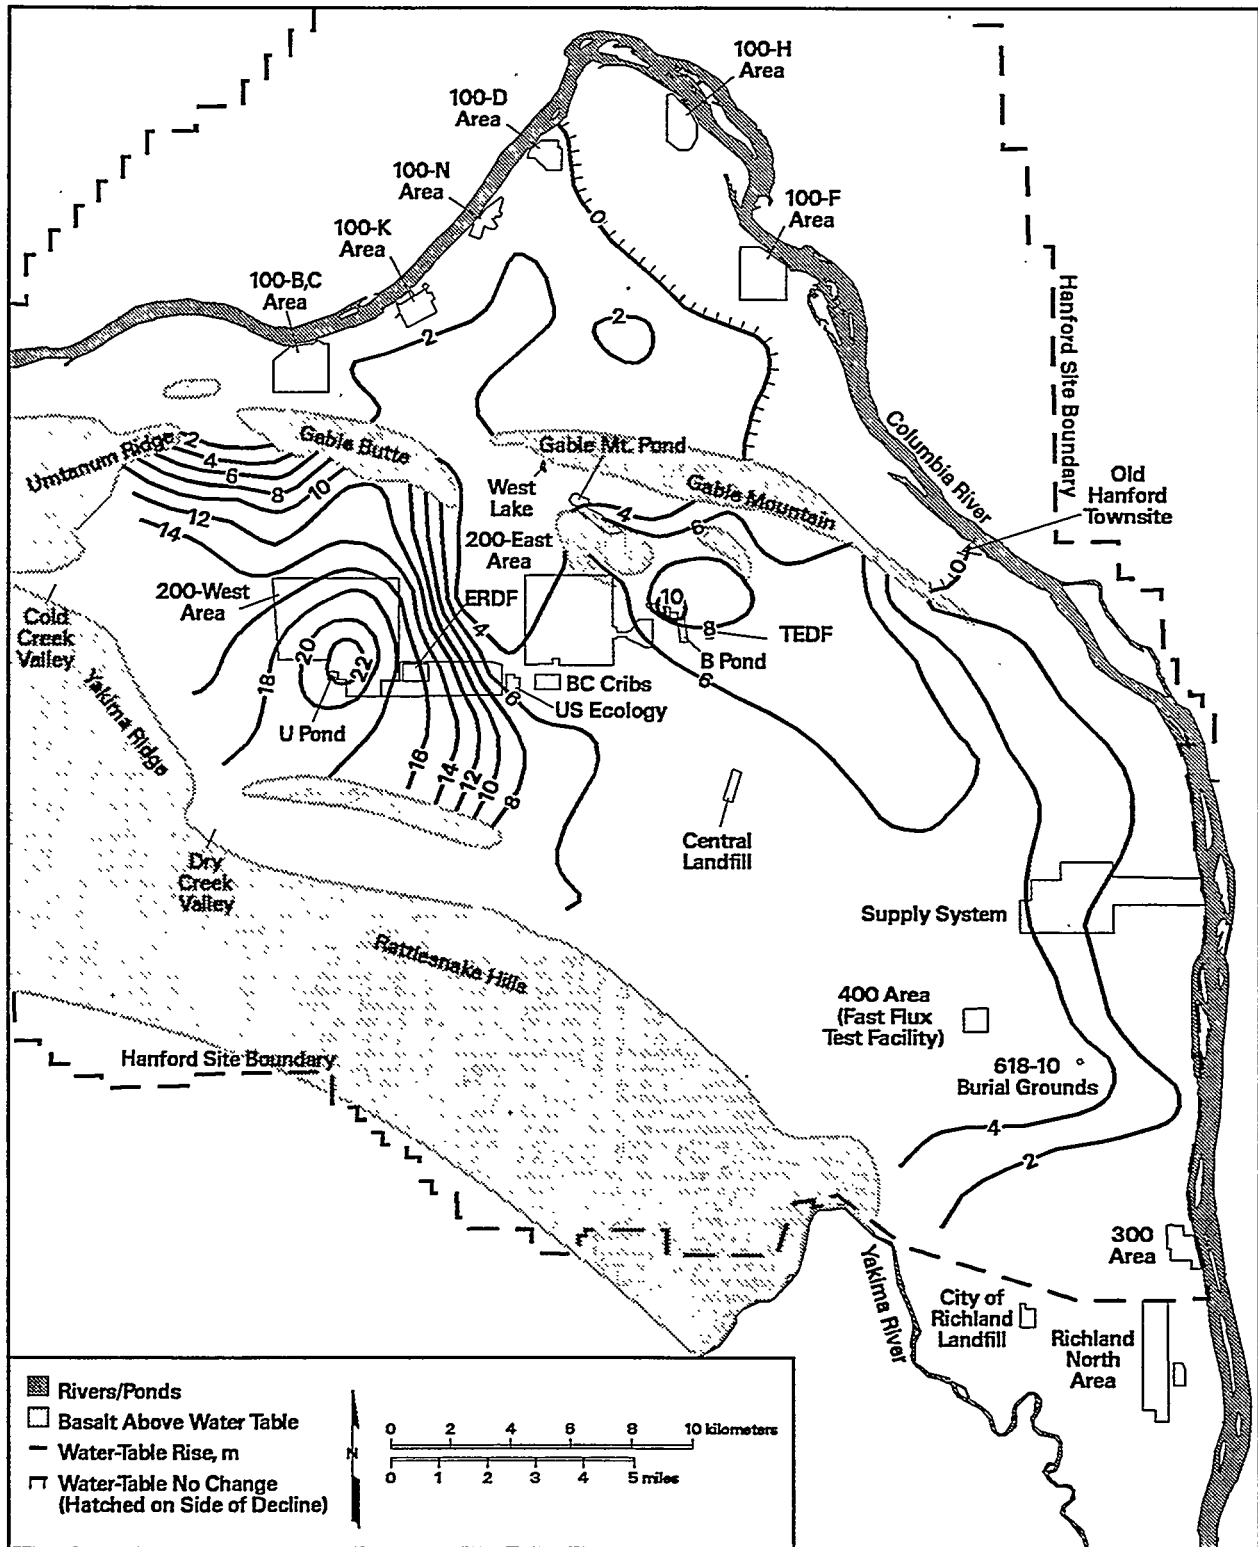 100-H
Area
100-D
Area
100-N
Area
100-F
Area
100-K
Area
100-B,C
Area
0
2
2
Hanford Site Boundary
Columbia River
Old
Hanford
Townsite
0
Umtanum Ridge
Gable Butte
Gable Mt. Pond
Gable Mountain
West
Lake
2
4
6
8
10
12
14
4
6
200-East
Area
200-West
Area
ERDF
10
8
TEDF
B Pond
Cold
Creek
Valley
Yakima Ridge
4
18
20
22
6
6
BC Cribs
US Ecology
U Pond
18
14
12
10
8
Central
Landfill
Dry
Creek
Valley
Supply System
Rattlesnake Hills
400 Area
(Fast Flux
Test Facility)
618-10
Burial Grounds
Hanford Site Boundary
4
2
300
Area
Yakima River
City of
Richland
Landfill
Richland
North
Area
Rivers/Ponds
Basalt Above Water Table
Water-Table Rise, m
Water-Table No Change
(Hatched on Side of Decline)
N
0 2 4 6 8 10 kilometers
0 1 2 3 4 5 miles